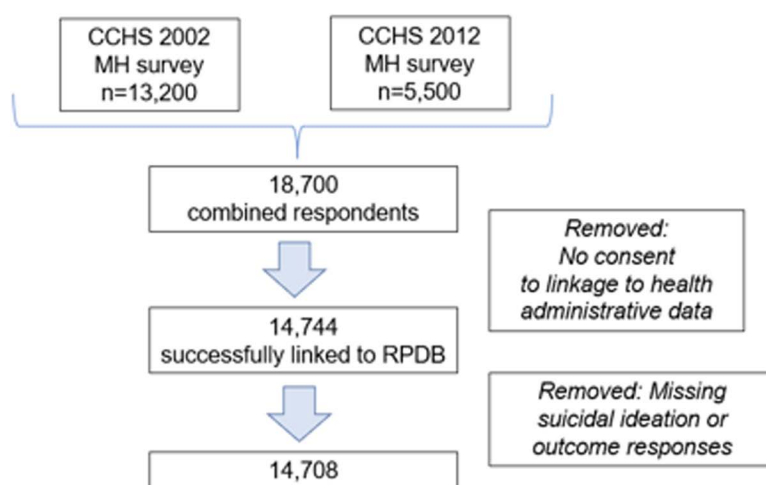 CCHS 2002
MH survey
n=13,200
CCHS 2012
MH survey
n=5,500
18,700
combined respondents
Removed:
No consent
to linkage to health
administrative data
14,744
successfully linked to RPDB
Removed: Missing
suicidal ideation or
outcome responses
14,708